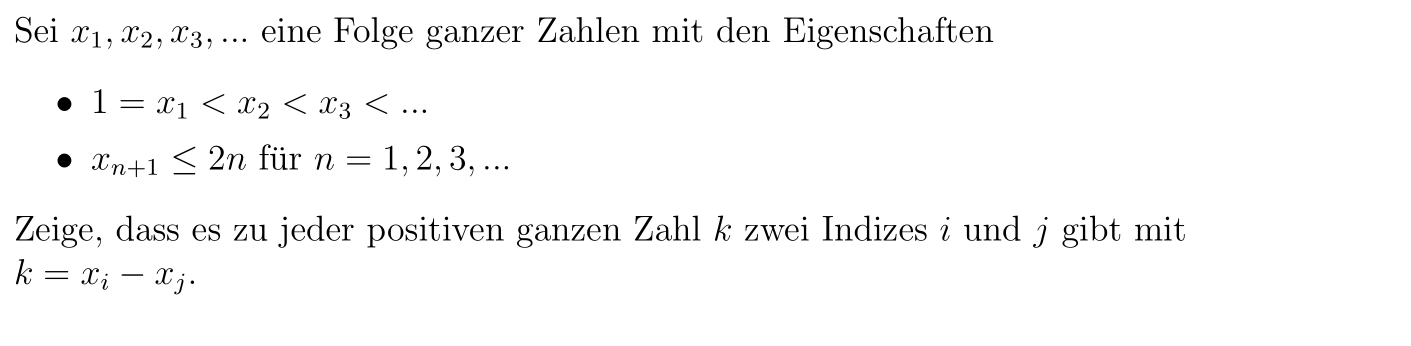 Sei x₁, x₂, x₃, ... eine Folge ganzer Zahlen mit den Eigenschaften
• 1 = x₁ < x₂ < x₃ < ...
• xₙ₊₁ ≤ 2n für n = 1, 2, 3, ...
Zeige, dass es zu jeder positiven ganzen Zahl k zwei Indizes i und j gibt mit
k = xᵢ − xⱼ.